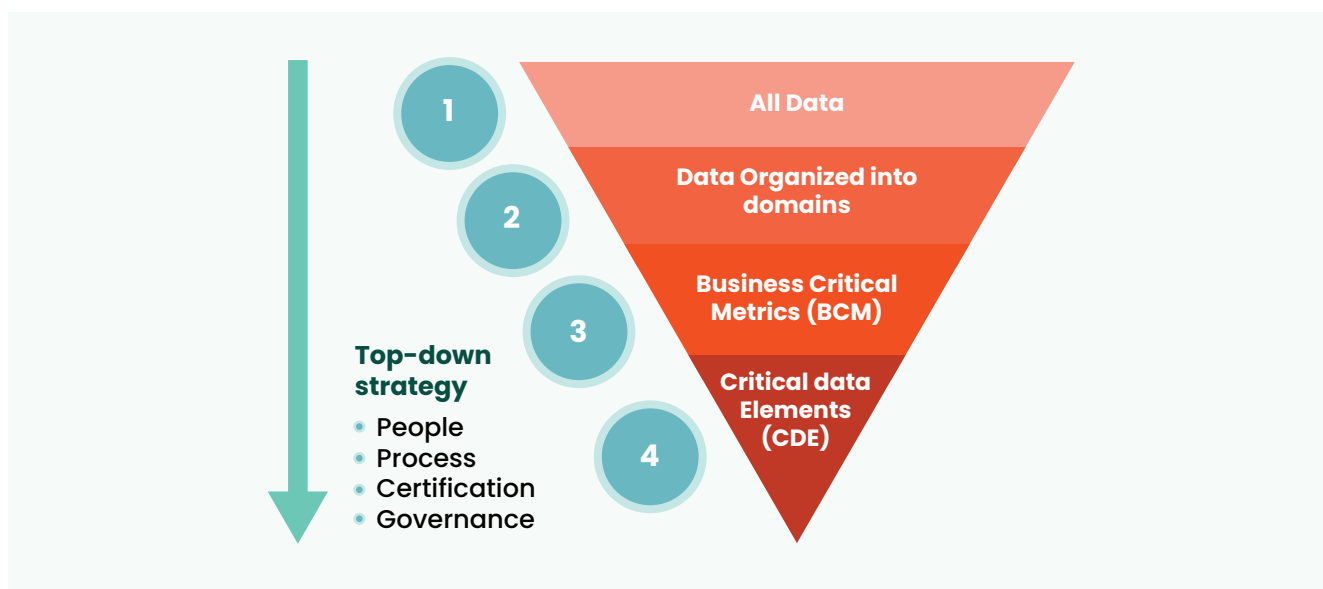 1
All Data
2
Data Organized into
domains
3
Business Critical
Metrics (BCM)
4
Critical data
Elements
(CDE)
Top-down
strategy
People
Process
Certification
Governance